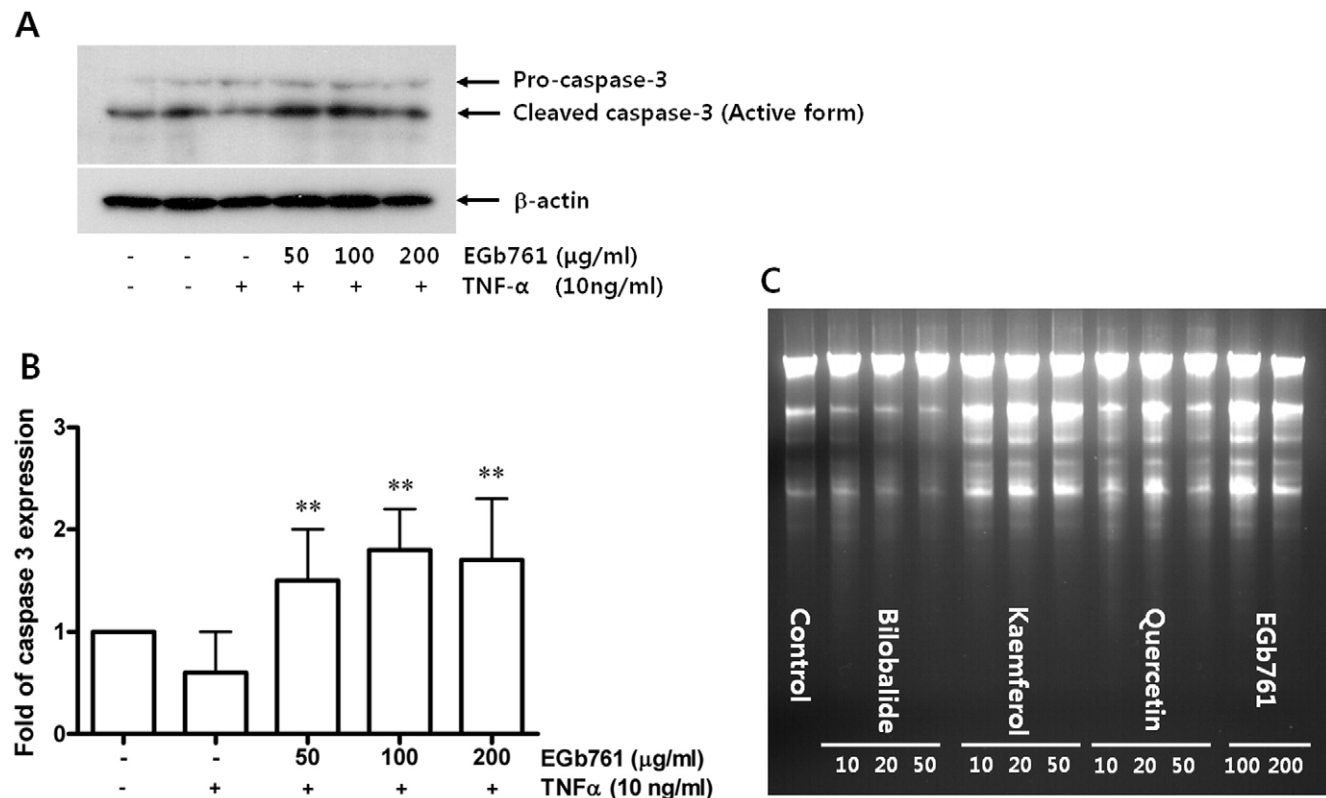 A
Pro-caspase-3
Cleaved caspase-3 (Active form)
β-actin
- - - 50 100 200 EGb761 (μg/ml)
- - + + + + TNF-α (10ng/ml)
B
Fold of caspase 3 expression
3
2
1
0
** ** **
- - 50 100 200 EGb761 (μg/ml)
- + + + + TNFα (10 ng/ml)
C
Control
Bilobalide
Kaemferol
Quercetin
EGb761
10 20 50 10 20 50 10 20 50 100 200